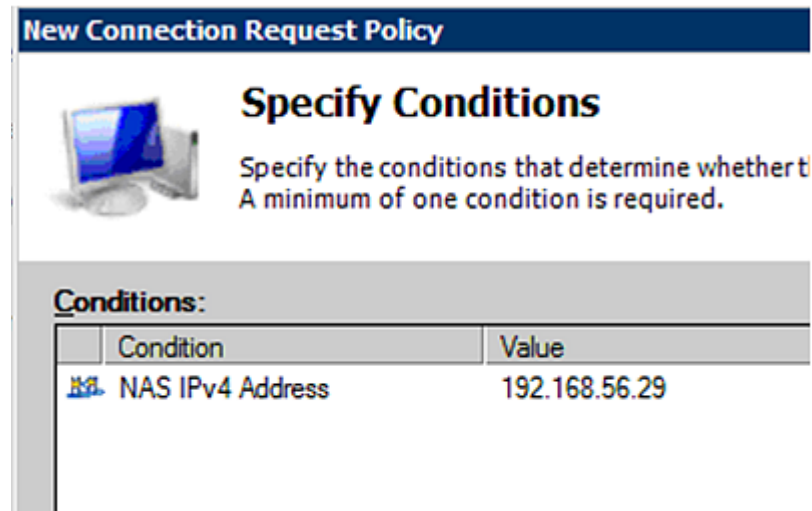 New Connection Request Policy
Specify Conditions
Specify the conditions that determine whether
A minimum of one condition is required.
Conditions:
Condition Value
NAS IPv4 Address 192.168.56.29